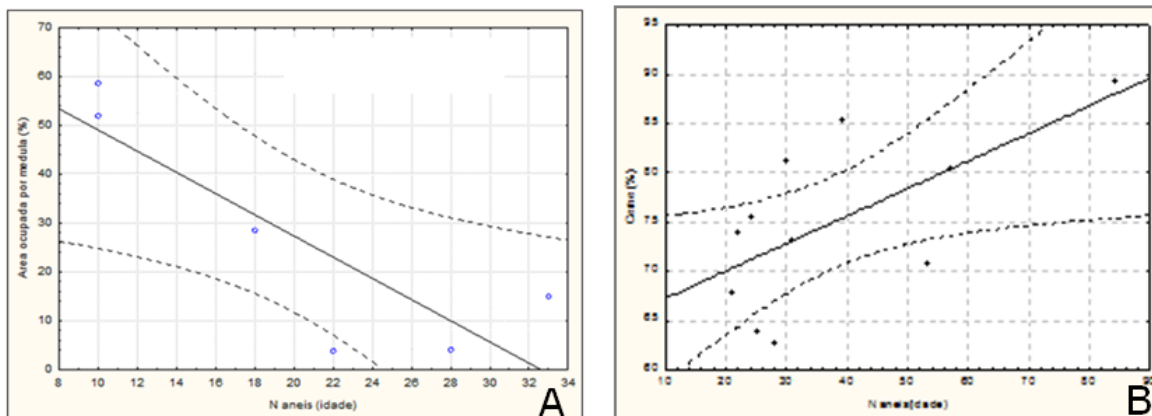 70
60
50
40
30
20
10
0
Área ocupada por medula (%)
8 10 12 14 16 18 20 22 24 26 28 30 32 34
N aneis (idade)
A
95
90
85
80
75
70
65
60
Cerne (%)
10 20 30 40 50 60 70 80
N aneis(idade)
B